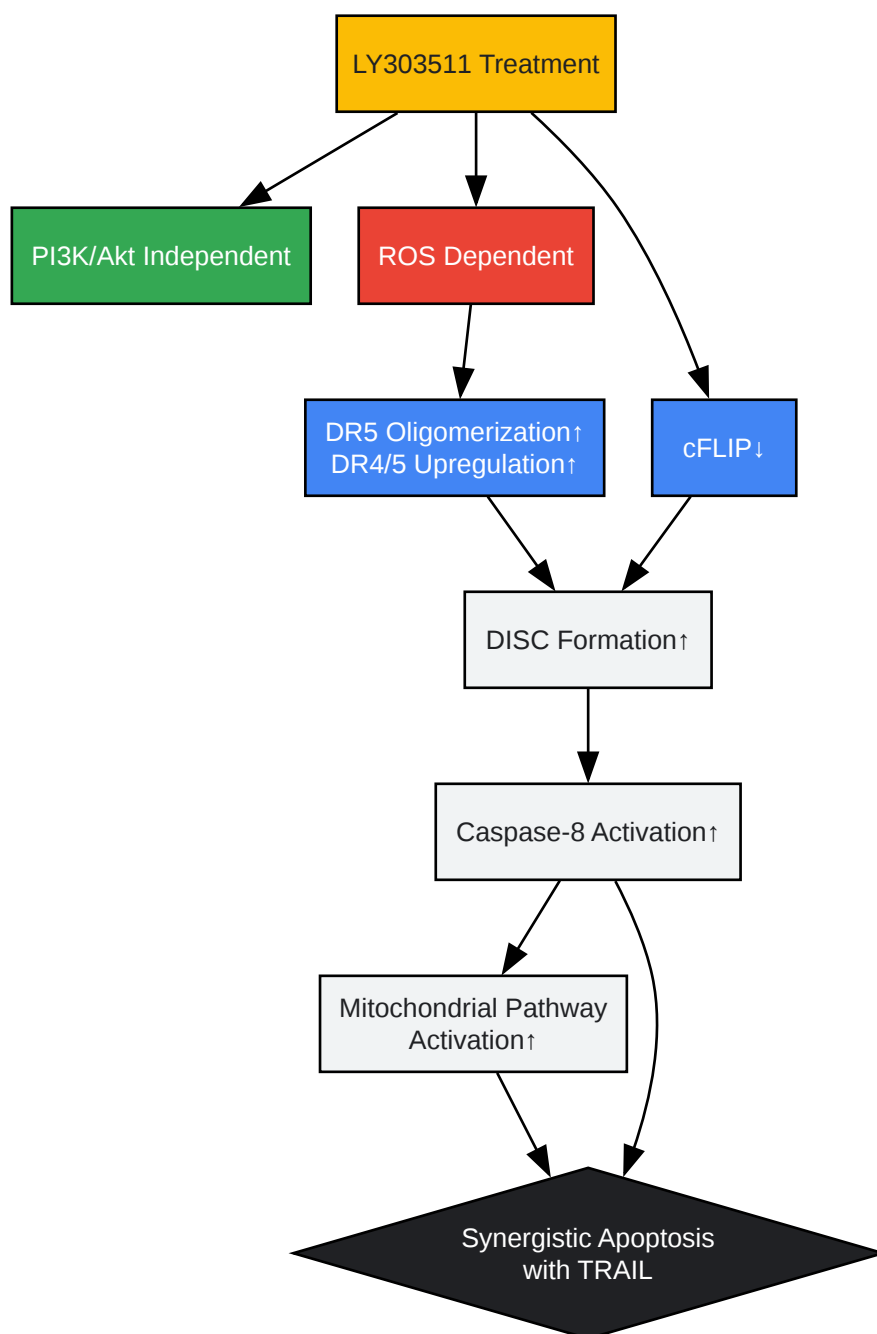 LY303511 Treatment
PI3K/Akt Independent
ROS Dependent
DR5 Oligomerization↑
DR4/5 Upregulation↑
cFLIP↓
DISC Formation↑
Caspase-8 Activation↑
Mitochondrial Pathway
Activation↑
Synergistic Apoptosis
with TRAIL